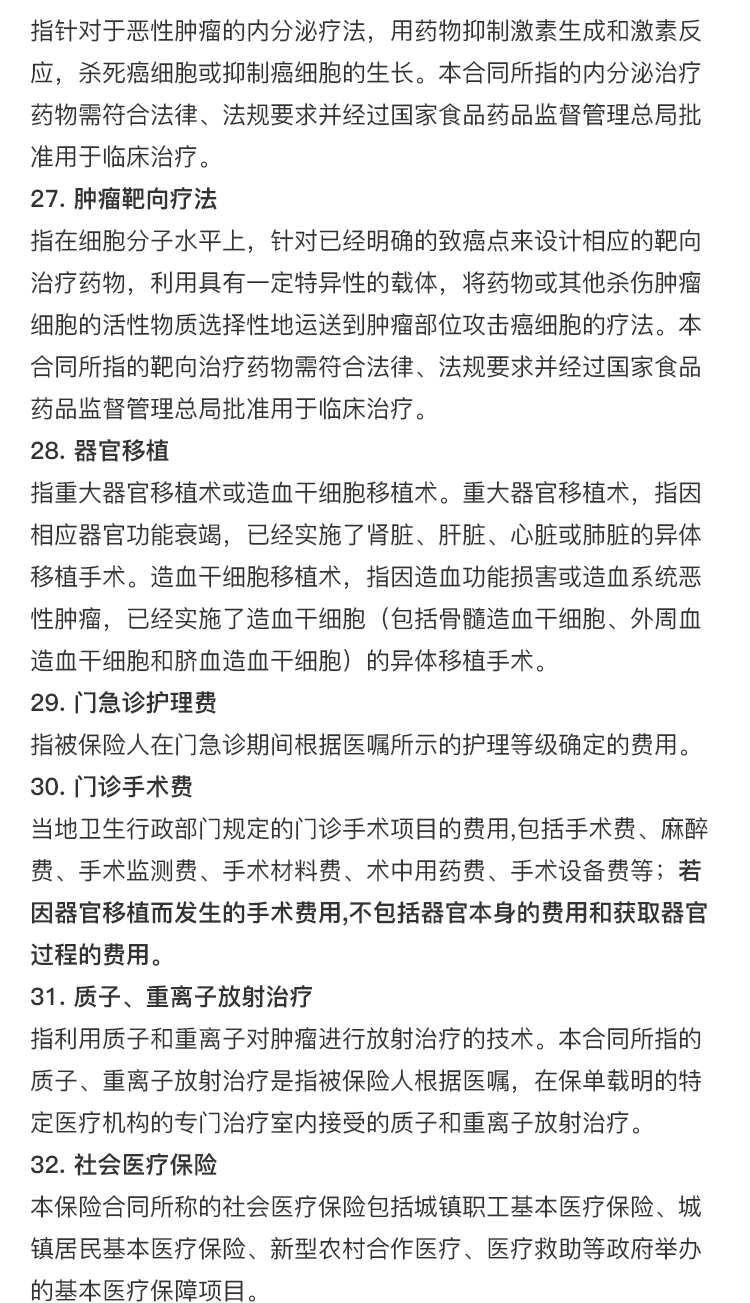 指针对于恶性肿瘤的内分泌疗法，用药物抑制激素生成和激素反
应，杀死癌细胞或抑制癌细胞的生长。本合同所指的内分泌治疗
药物需符合法律、法规要求并经过国家食品药品监督管理总局批
准用于临床治疗。
27. 肿瘤靶向疗法
指在细胞分子水平上，针对已经明确的致癌点来设计相应的靶向
治疗药物，利用具有一定特异性的载体，将药物或其他杀伤肿瘤
细胞的活性物质选择性地运送到肿瘤部位攻击癌细胞的疗法。本
合同所指的靶向治疗药物需符合法律、法规要求并经过国家食品
药品监督管理总局批准用于临床治疗。
28. 器官移植
指重大器官移植术或造血干细胞移植术。重大器官移植术，指因
相应器官功能衰竭，已经实施了肾脏、肝脏、心脏或肺脏的异体
移植手术。造血干细胞移植术，指因造血功能损害或造血系统恶
性肿瘤，已经实施了造血干细胞（包括骨髓造血干细胞、外周血
造血干细胞和脐血造血干细胞）的异体移植手术。
29. 门急诊护理费
指被保险人在门急诊期间根据医嘱所示的护理等级确定的费用。
30. 门诊手术费
当地卫生行政部门规定的门诊手术项目的费用,包括手术费、麻醉
费、手术监测费、手术材料费、术中用药费、手术设备费等；若
因器官移植而发生的手术费用,不包括器官本身的费用和获取器官
过程的费用。
31. 质子、重离子放射治疗
指利用质子和重离子对肿瘤进行放射治疗的技术。本合同所指的
质子、重离子放射治疗是指被保险人根据医嘱，在保单载明的特
定医疗机构的专门治疗室内接受的质子和重离子放射治疗。
32. 社会医疗保险
本保险合同所称的社会医疗保险包括城镇职工基本医疗保险、城
镇居民基本医疗保险、新型农村合作医疗、医疗救助等政府举办
的基本医疗保障项目。